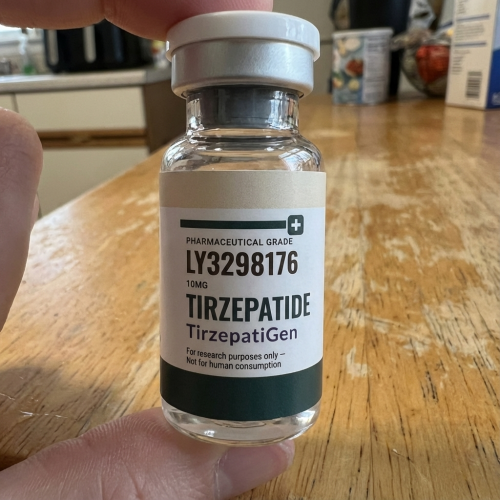 PHARMACEUTICAL GRADE
LY3298176
10MG
TIRZEPATIDE
TirzepatiGen
For research purposes only —
Not for human consumption